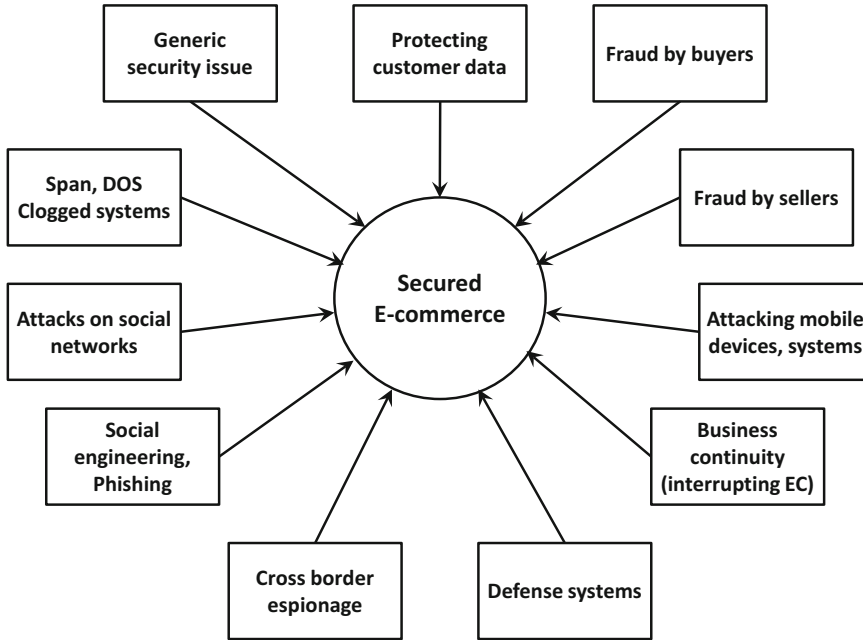 Generic
security issue
Protecting
customer data
Fraud by buyers
Span, DOS
Clogged systems
Fraud by sellers
Secured
E-commerce
Attacks on social
networks
Attacking mobile
devices, systems
Social
engineering,
Phishing
Business
continuity
(interrupting EC)
Cross border
espionage
Defense systems